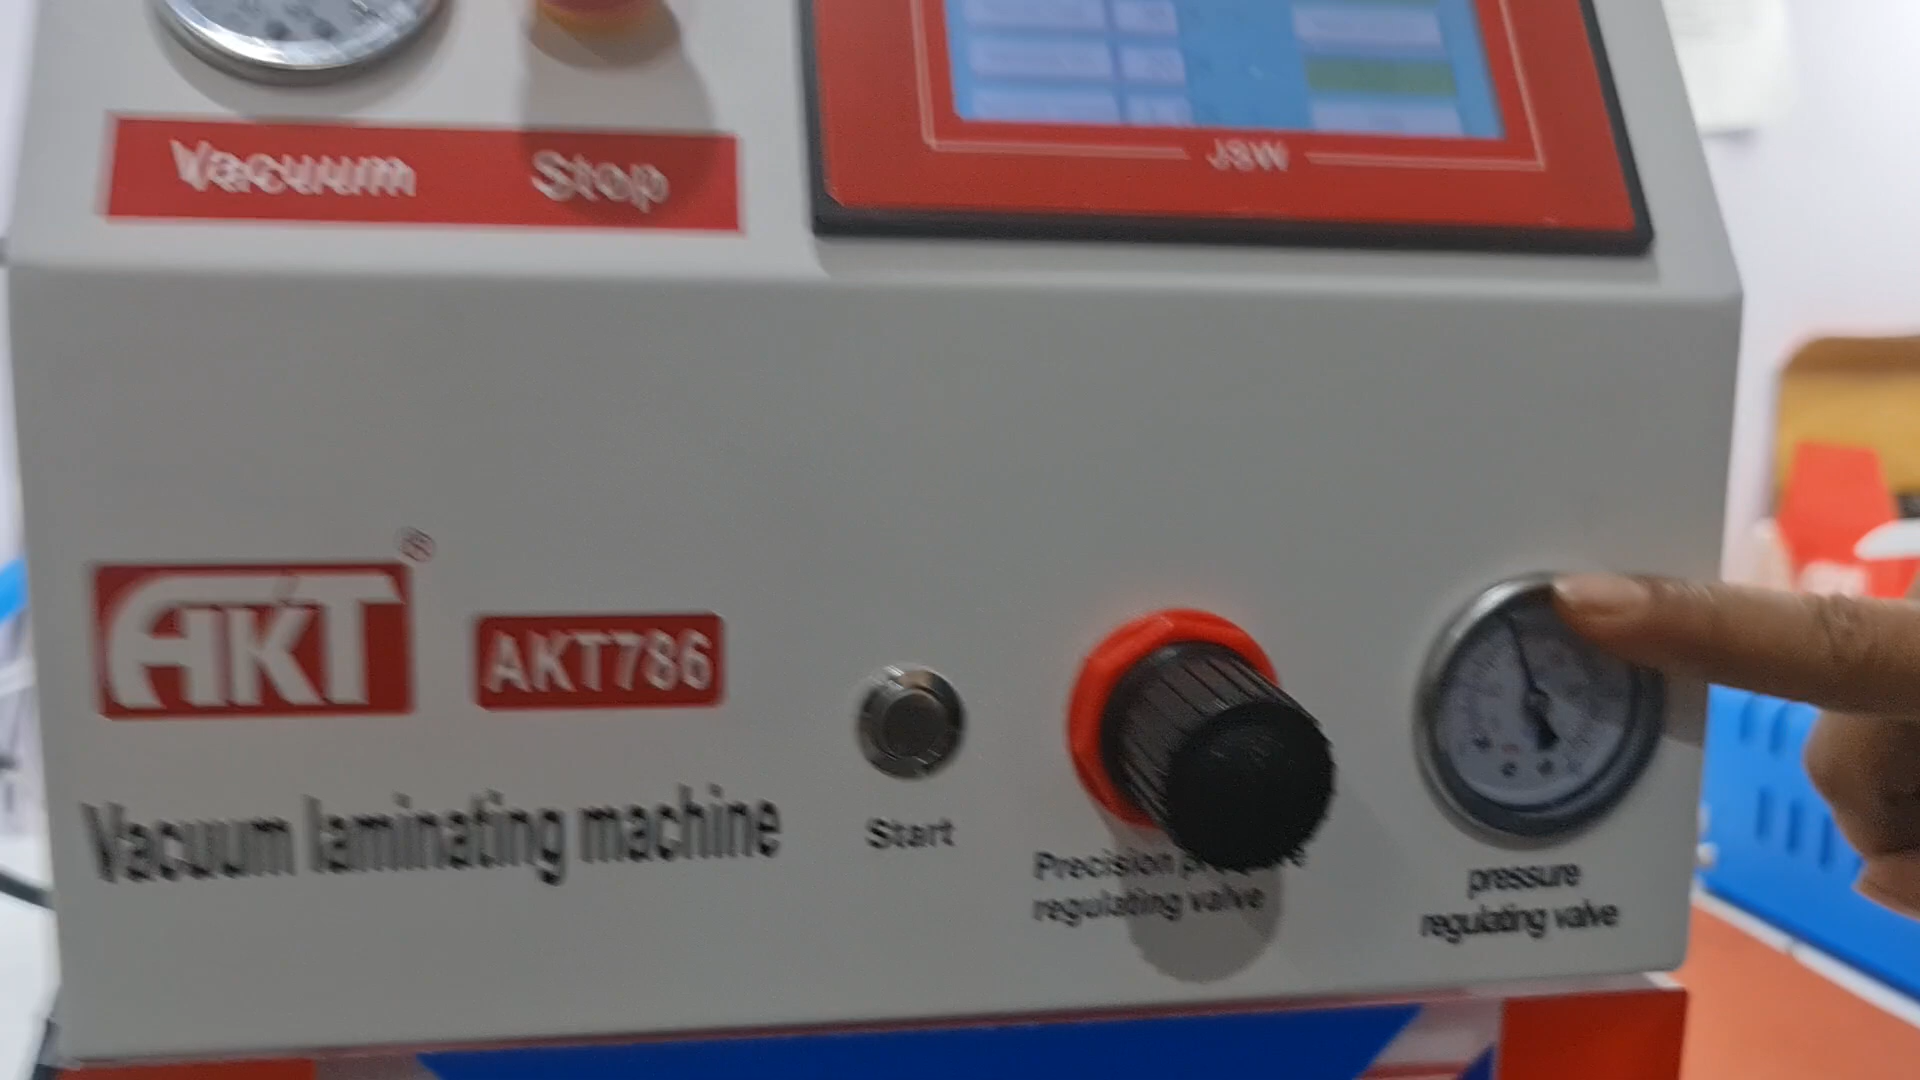 Vacuum Stop
JSW
AKT ®
AKT786
Vacuum laminating machine
Start
Precision
regulating valve
pressure
regulating valve